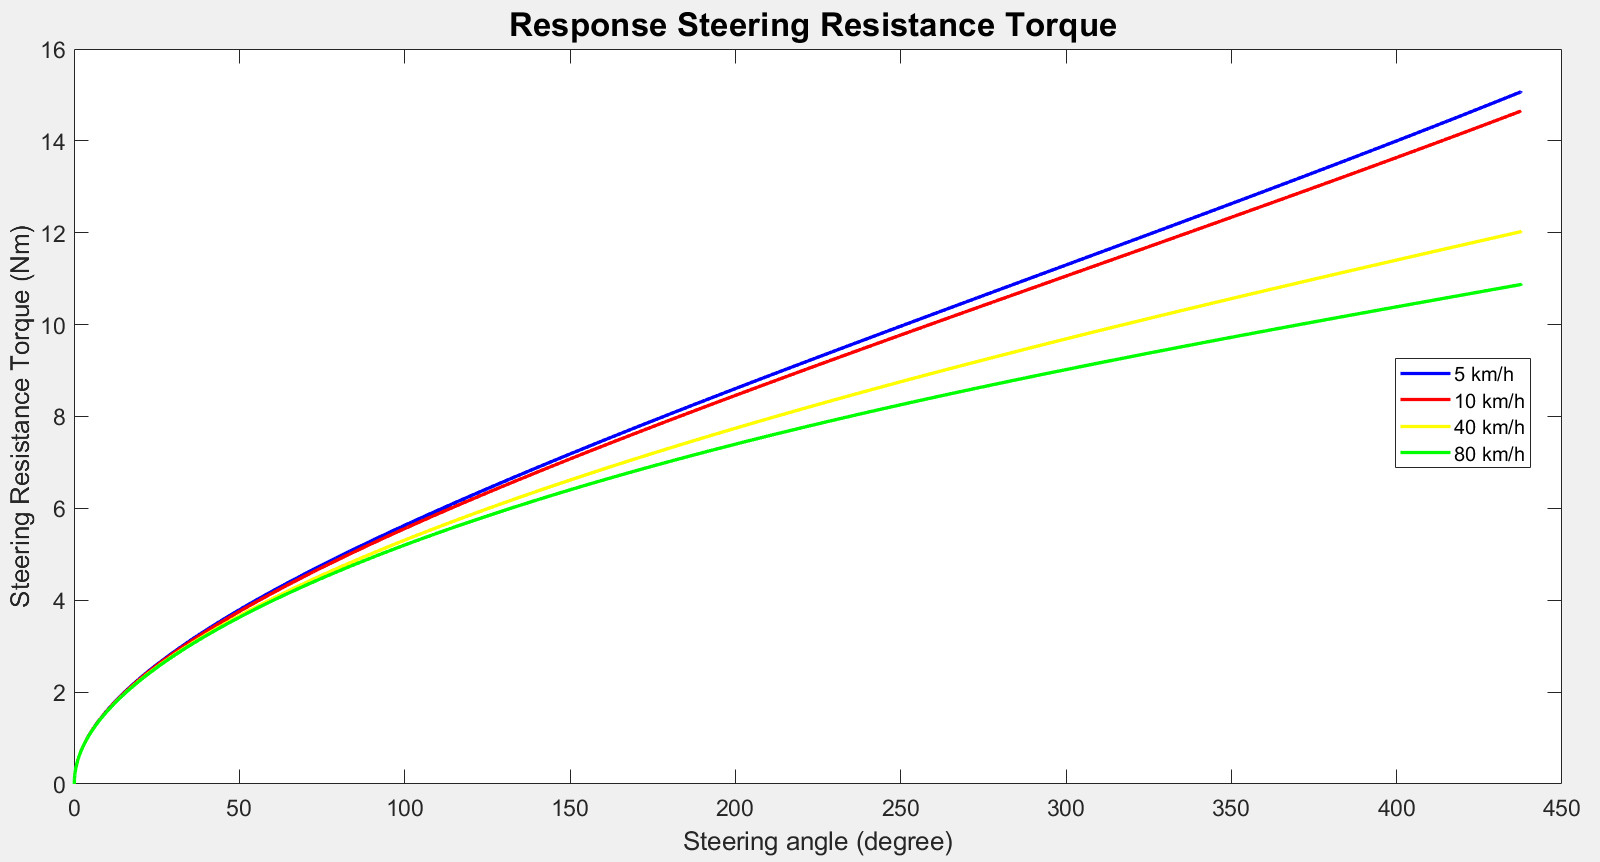 Response Steering Resistance Torque
16
14
12
10
8
6
4
2
0
Steering Resistance Torque (Nm)
5 km/h
10 km/h
40 km/h
80 km/h
0 50 100 150 200 250 300 350 400 450
Steering angle (degree)